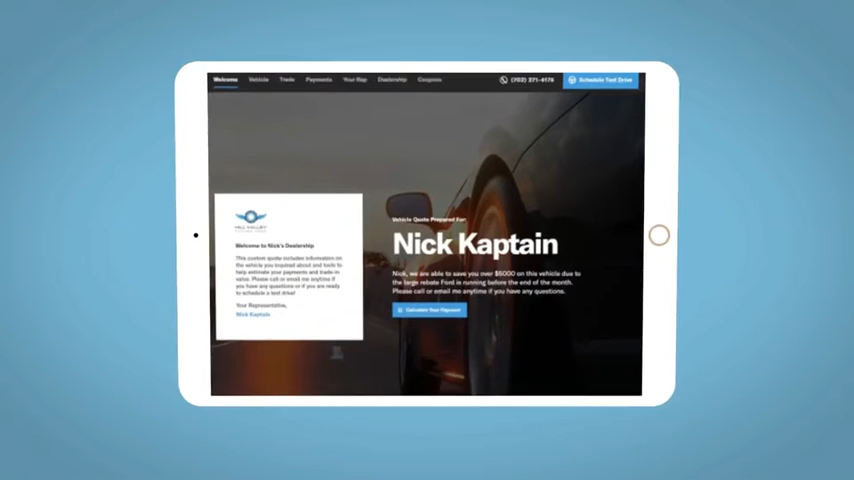 Welcome Vehicle Trade Payments Your Rep Dealership Coupons (702) 271-4176 Schedule Test Drive
Welcome to Nick's Dealership
This custom quote includes information on
the vehicle you inquired about and tools to
help estimate your payments and trade-in
value. Please call or email me anytime if
you have any questions or if you are ready
to schedule a test drive!
Your Representative,
Nick Kaptain
Vehicle Quote Prepared For:
Nick Kaptain
Nick, we are able to save you over $6000 on this vehicle due to
the large rebate Ford is running before the end of the month.
Please call or email me anytime if you have any questions.
Calculate Your Payment